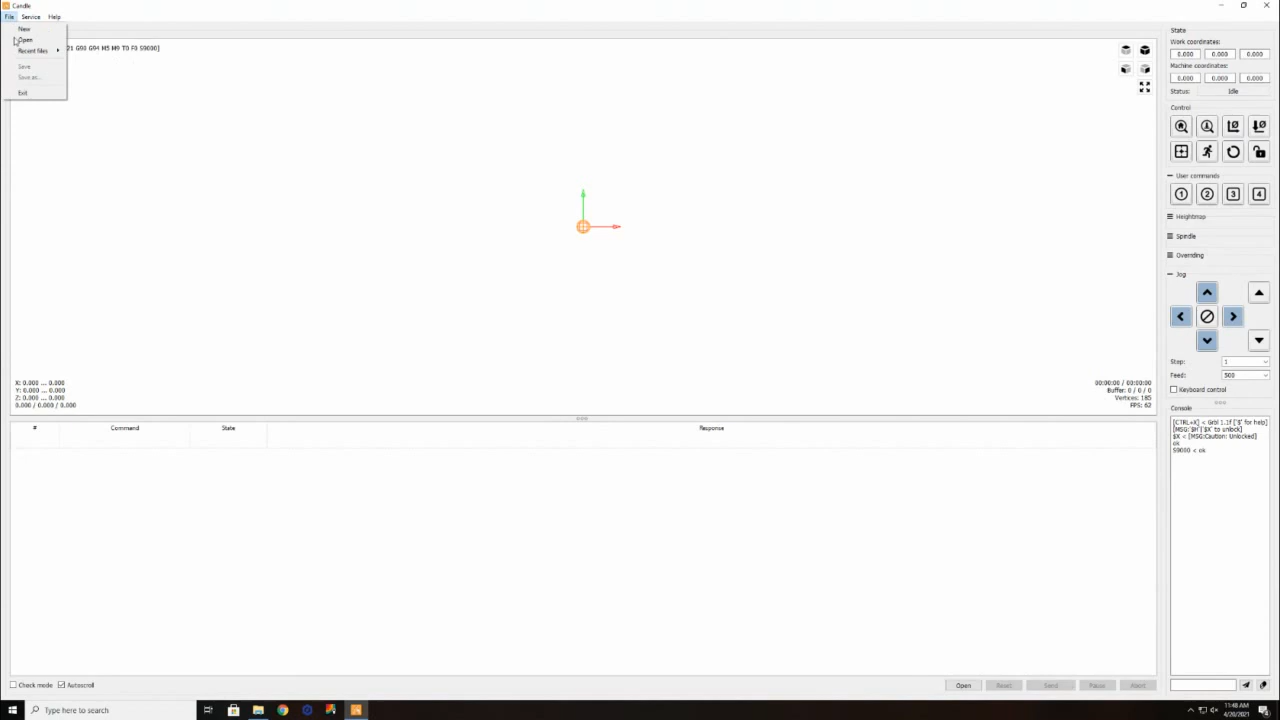 Candle
File Service Help
New
Open
Recent files
Save
Save as...
Exit
21 G90 G94 M5 M9 T0 F0 S9000]
State
Work coordinates:
0.000 0.000 0.000
Machine coordinates:
0.000 0.000 0.000
Status: Idle
Control
User commands
1 2 3 4
Heightmap
Spindle
Overriding
Jog
Step: 1
Feed: 500
Keyboard control
X: 0.000 ... 0.000
Y: 0.000 ... 0.000
Z: 0.000 ... 0.000
0.000 / 0.000 / 0.000
00:00:00 / 00:00:00
Buffer: 0 / 0 / 0
Vertices: 185
FPS: 62
# Command State Response
Console
[CTRL+X] < Grbl 1.1f ['$' for help]
[MSG:'$H'|'$X' to unlock]
$X < [MSG:Caution: Unlocked]
ok
S9000 < ok
Check mode Autoscroll
Open Reset Send Pause Abort
Type here to search
11:48 AM
4/20/2021